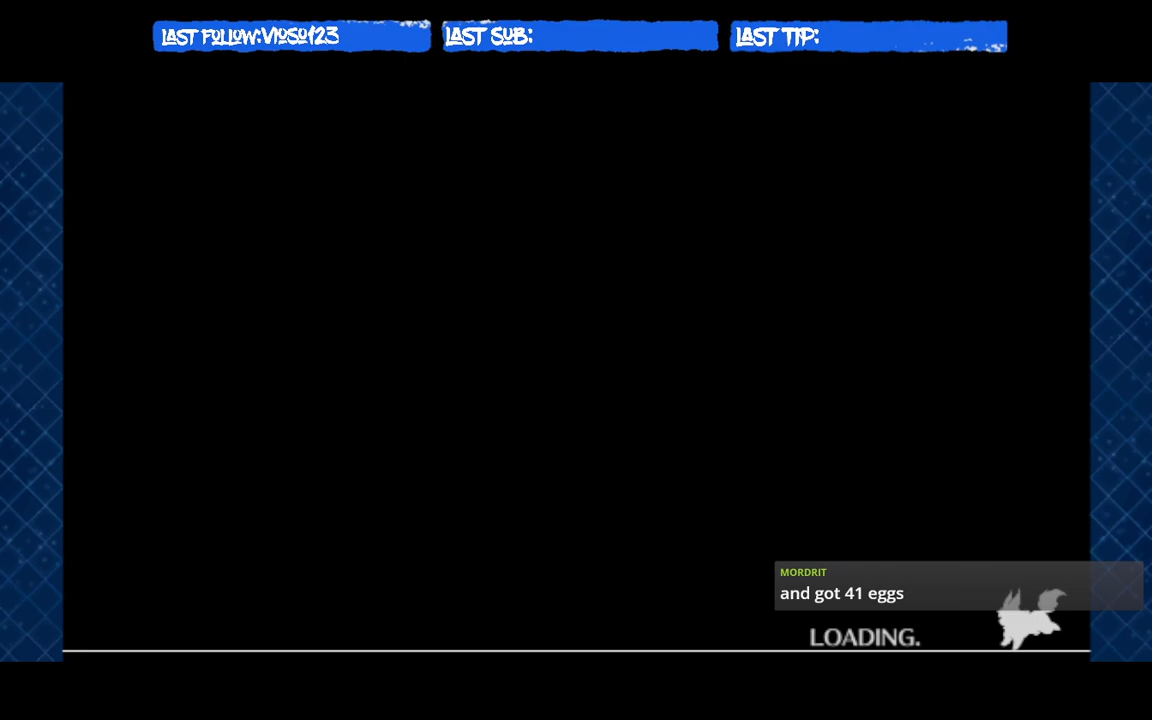 LAST FOLLOW:VIOSO123
LAST SUB:
LAST TIP:
MORDRIT
and got 41 eggs
LOADING.